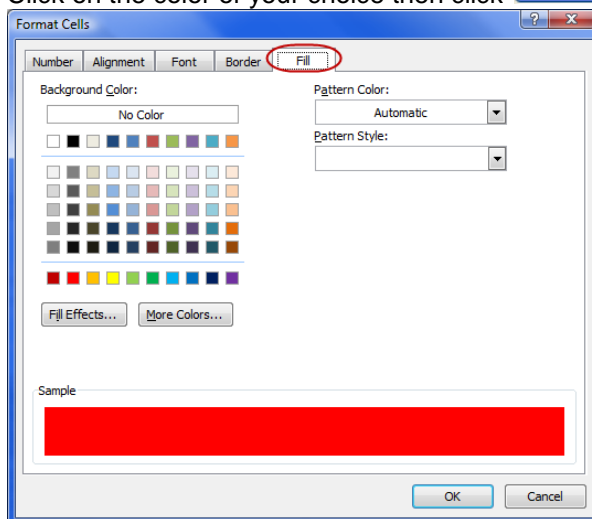 Click on the color of your choice then click
Format Cells
Number Alignment Font Border Fill
Background Color:
No Color
Pattern Color:
Automatic
Pattern Style:
Fill Effects... More Colors...
Sample
OK Cancel